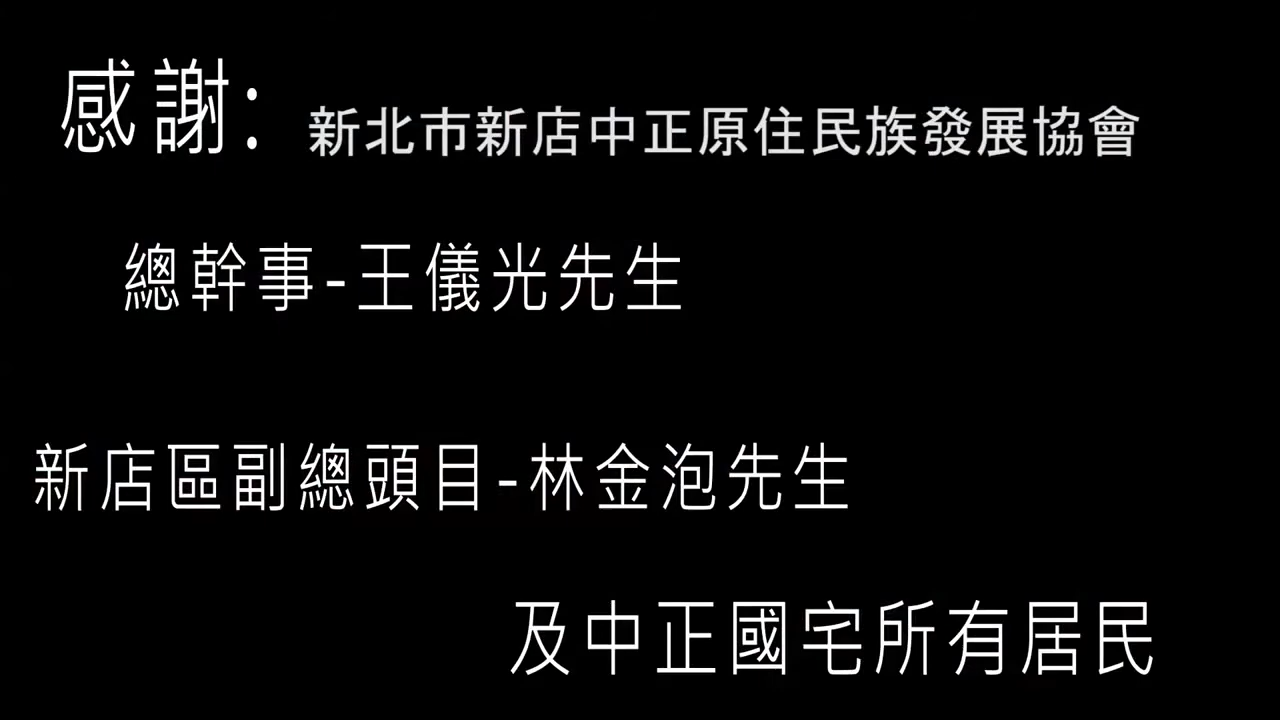 感謝: 新北市新店中正原住民族發展協會
總幹事-王儀光先生
新店區副總頭目-林金泡先生
及中正國宅所有居民